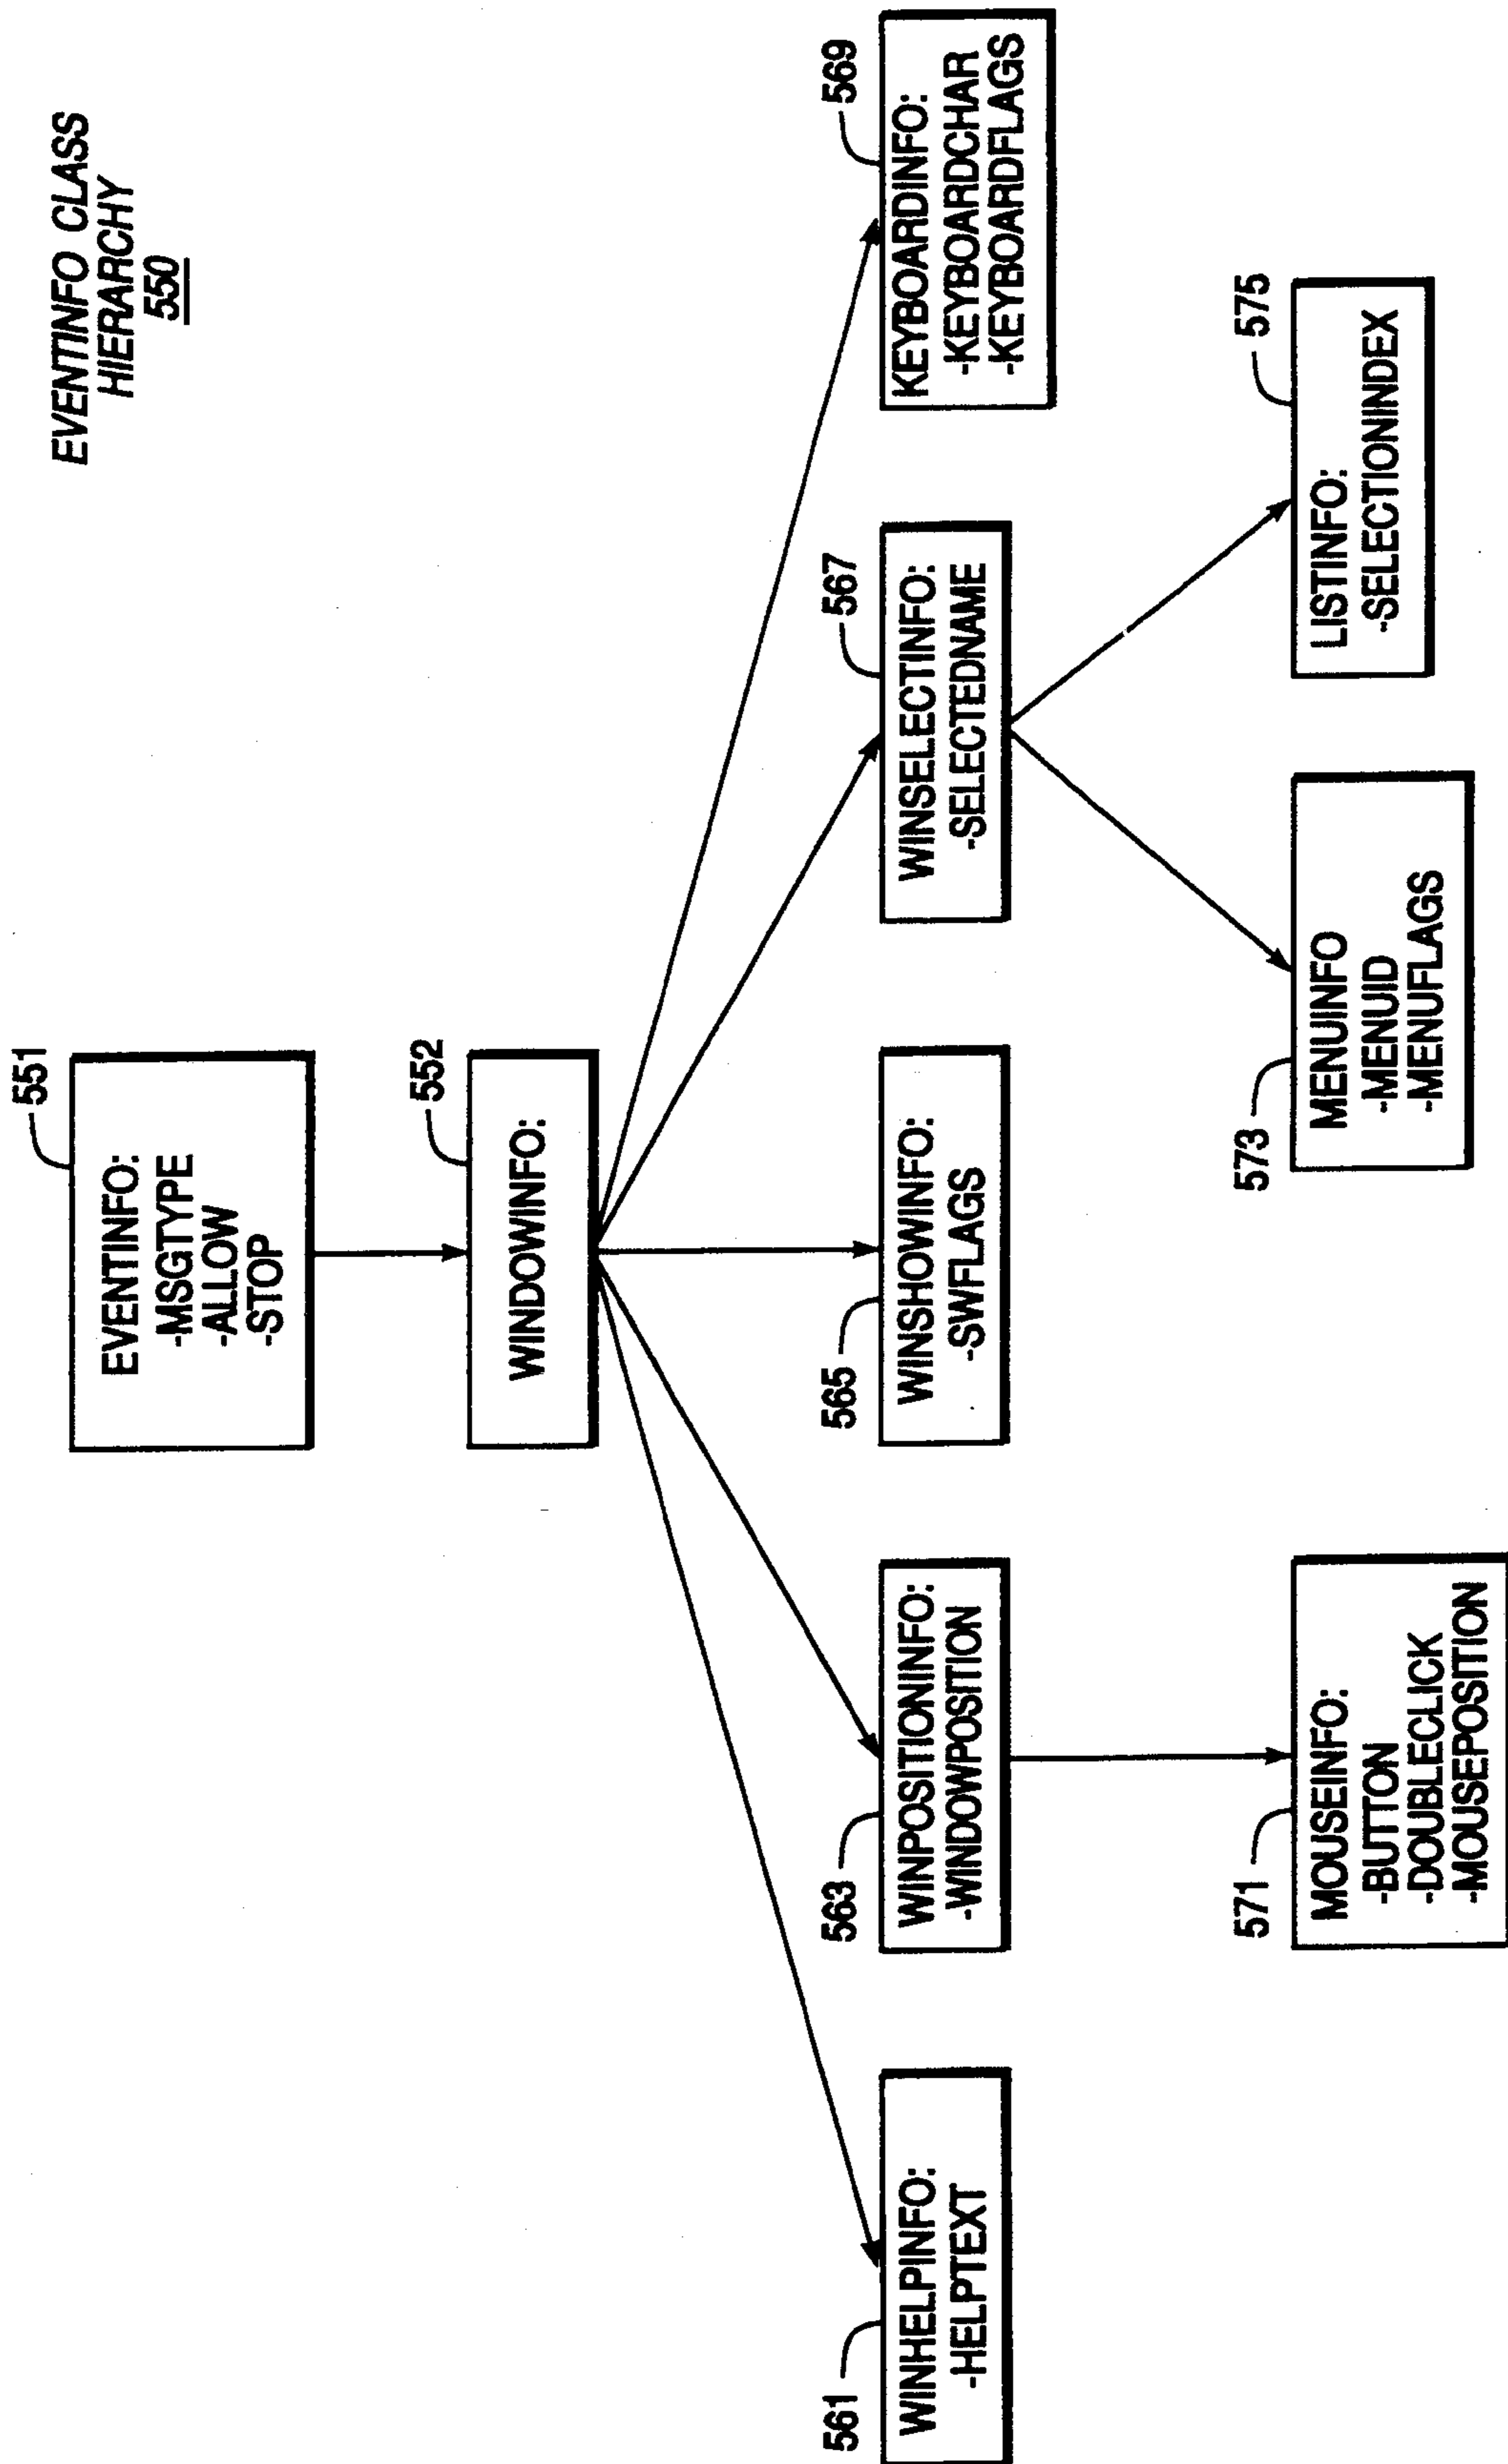 EVENTINFO CLASS
HIERARCHY
550
551
EVENTINFO:
-MSGTYPE
-ALLOW
-STOP
552
WINDOWINFO:
561
WINHELPINFO:
-HELPTEXT
563
WINPOSITIONINFO:
-WINDOWPOSITION
565
WINSHOWINFO:
-SWFLAGS
567
WINSELECTINFO:
-SELECTEDNAME
569
KEYBOARDINFO:
-KEYBOARDCHAR
-KEYBOARDFLAGS
571
MOUSEINFO:
-BUTTON
-DOUBLECLICK
-MOUSEPOSITION
573
MENUINFO
-MENUID
-MENUFLAGS
575
LISTINFO:
-SELECTIONINDEX